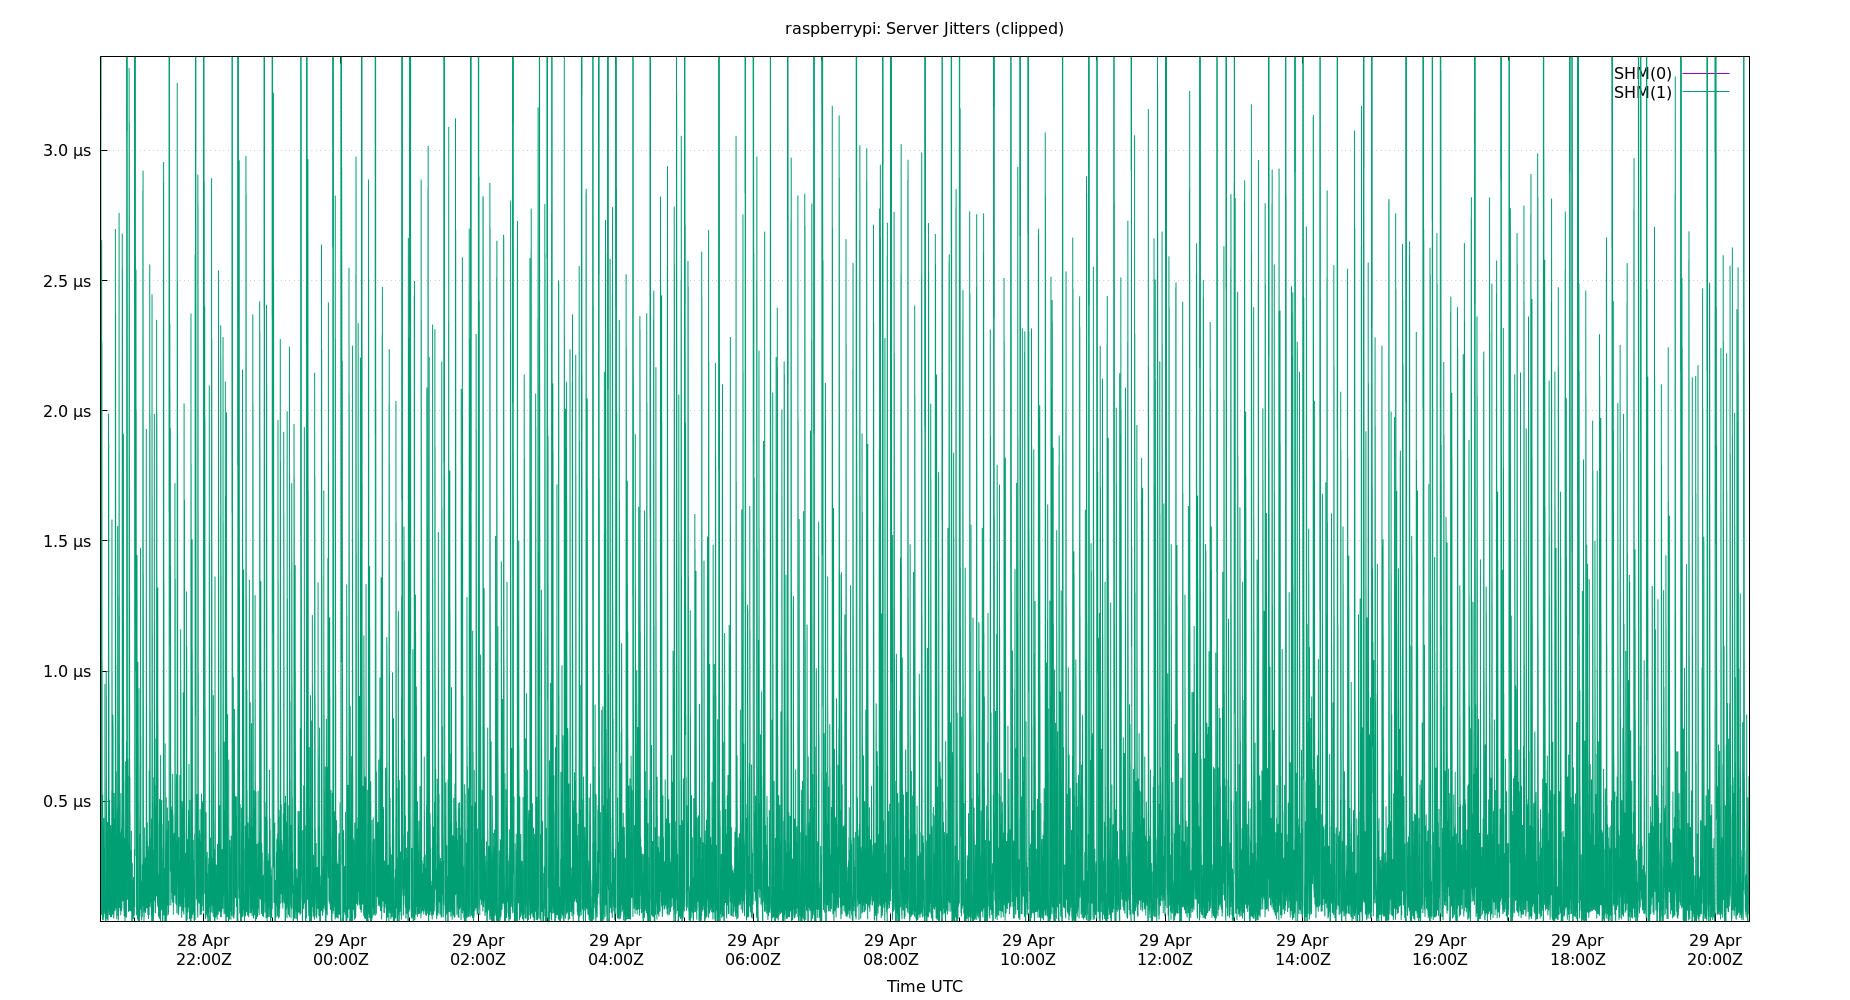 raspberrypi: Server Jitters (clipped)
SHM(0)
SHM(1)
3.0 µs
2.5 µs
2.0 µs
1.5 µs
1.0 µs
0.5 µs
28 Apr 29 Apr 29 Apr 29 Apr 29 Apr 29 Apr 29 Apr 29 Apr 29 Apr 29 Apr 29 Apr 29 Apr
22:00Z 00:00Z 02:00Z 04:00Z 06:00Z 08:00Z 10:00Z 12:00Z 14:00Z 16:00Z 18:00Z 20:00Z
Time UTC